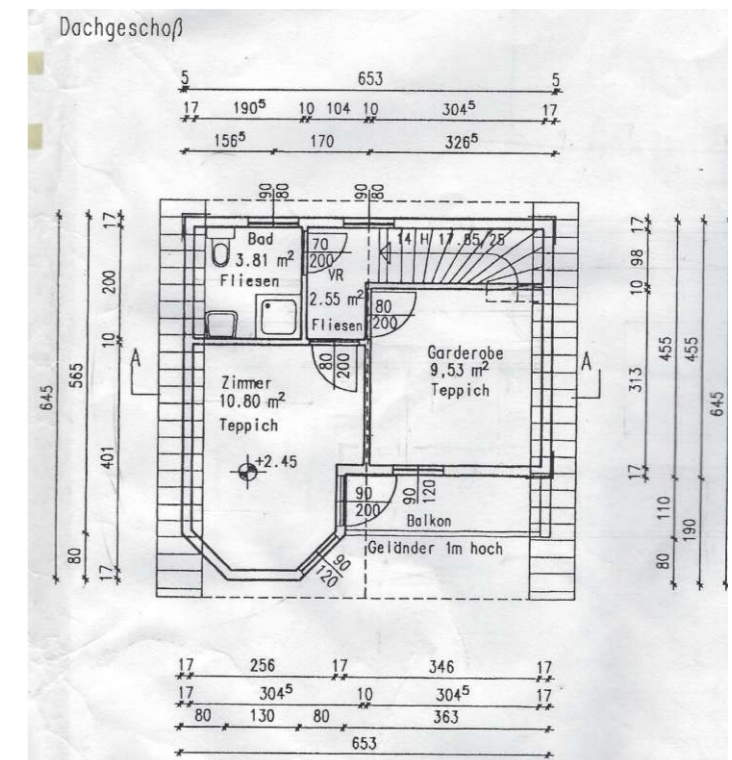 Dachgeschoß
5 653 5
17 190⁵ 10 104 10 304⁵ 17
156⁵ 170 326⁵
90
80
90
80
Bad
3.81 m²
Fliesen
70
200
VR
2.55 m²
Fliesen
14 H 17.85/25
80
200
Garderobe
9,53 m²
Teppich
80
200
Zimmer
10.80 m²
Teppich
+2.45
90
200
90
120
Balkon
Geländer 1m hoch
90
120
A
A
645
565
80
17
200
10
401
17
17
98
10
313
17
455
110
80
455
190
645
17 256 17 346 17
17 304⁵ 10 304⁵ 17
80 130 80 363
653